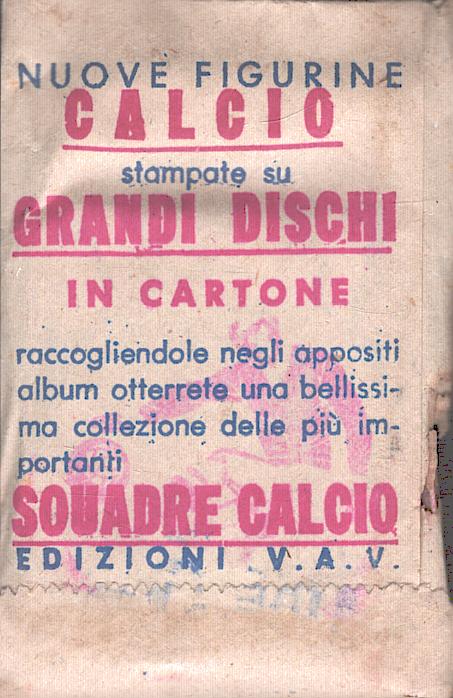 NUOVE FIGURINE
CALCIO
stampate su
GRANDI DISCHI
IN CARTONE
raccogliendole negli appositi
album otterrete una bellissi-
ma collezione delle più im-
portanti
SQUADRE CALCIO
EDIZIONI V.A.V.